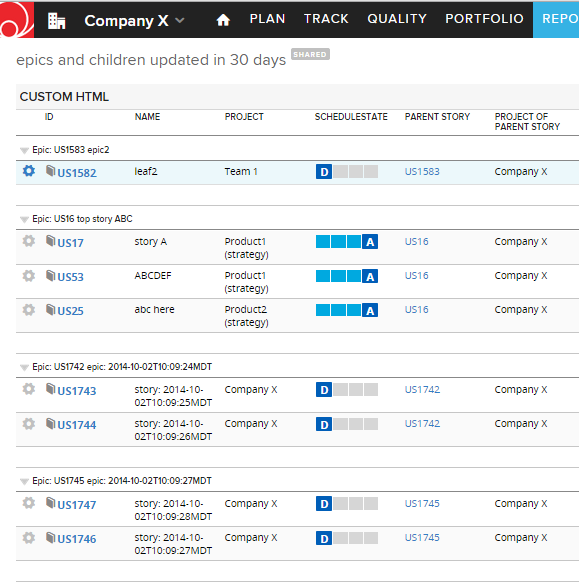 Company X PLAN TRACK QUALITY PORTFOLIO REPO
epics and children updated in 30 days SHARED
CUSTOM HTML
ID NAME PROJECT SCHEDULESTATE PARENT STORY PROJECT OF
PARENT STORY
Epic: US1583 epic2
US1582 leaf2 Team 1 D US1583 Company X
Epic: US16 top story ABC
US17 story A Product1 A US16 Company X
(strategy)
US53 ABCDEF Product1 A US16 Company X
(strategy)
US25 abc here Product2 A US16 Company X
(strategy)
Epic: US1742 epic: 2014-10-02T10:09:24MDT
US1743 story: 2014-10- Company X D US1742 Company X
02T10:09:25MDT
US1744 story: 2014-10- Company X D US1742 Company X
02T10:09:26MDT
Epic: US1745 epic: 2014-10-02T10:09:27MDT
US1747 story: 2014-10- Company X D US1745 Company X
02T10:09:28MDT
US1746 story: 2014-10- Company X D US1745 Company X
02T10:09:27MDT